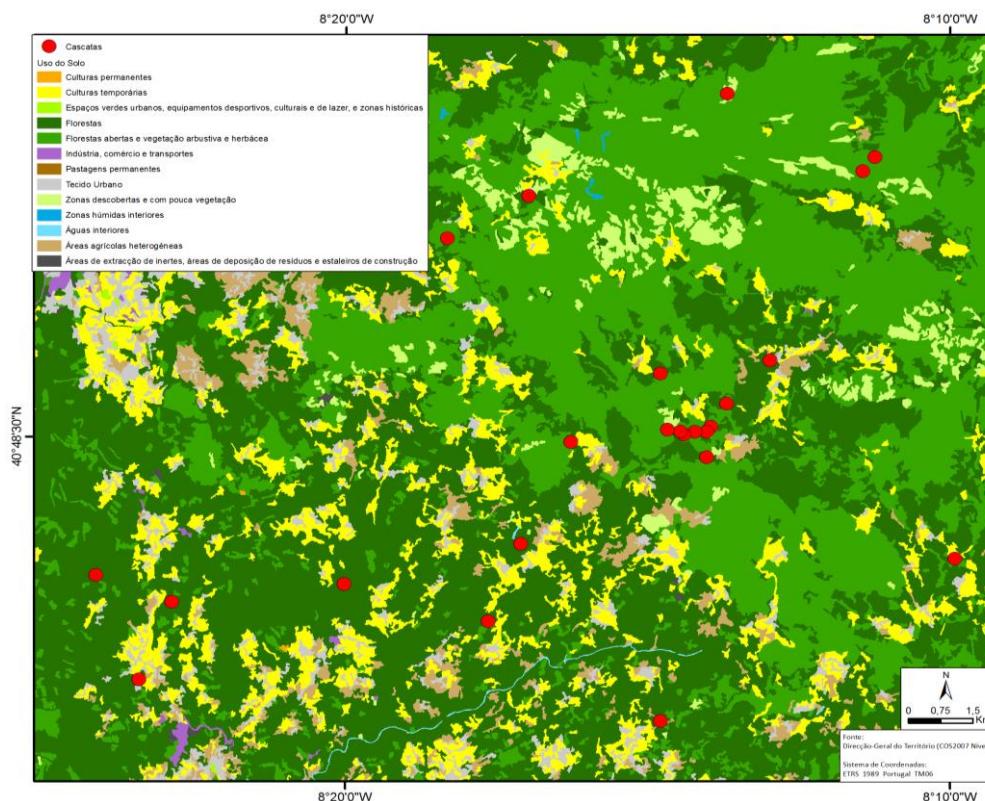 8°20'0"W 8°10'0"W
Cascatas
Uso do Solo
Culturas permanentes
Culturas temporárias
Espaços verdes urbanos, equipamentos desportivos, culturais e de lazer, e zonas históricas
Florestas
Florestas abertas e vegetação arbustiva e herbácea
Indústria, comércio e transportes
Pastagens permanentes
Tecido Urbano
Zonas descobertas e com pouca vegetação
Zonas húmidas interiores
Águas interiores
Áreas agrícolas heterogéneas
Áreas de extracção de inertes, áreas de deposição de resíduos e estaleiros de construção
40°48'30"N
N
0 0,75 1,5
Fonte:
Direcção-Geral do Território (COS2007
Sistema de Coordenadas:
ETRS 1989 Portugal TM06
8°20'0"W 8°10'0"W